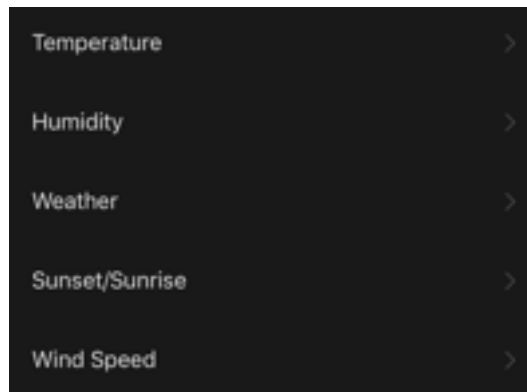 Temperature
Humidity
Weather
Sunset/Sunrise
Wind Speed